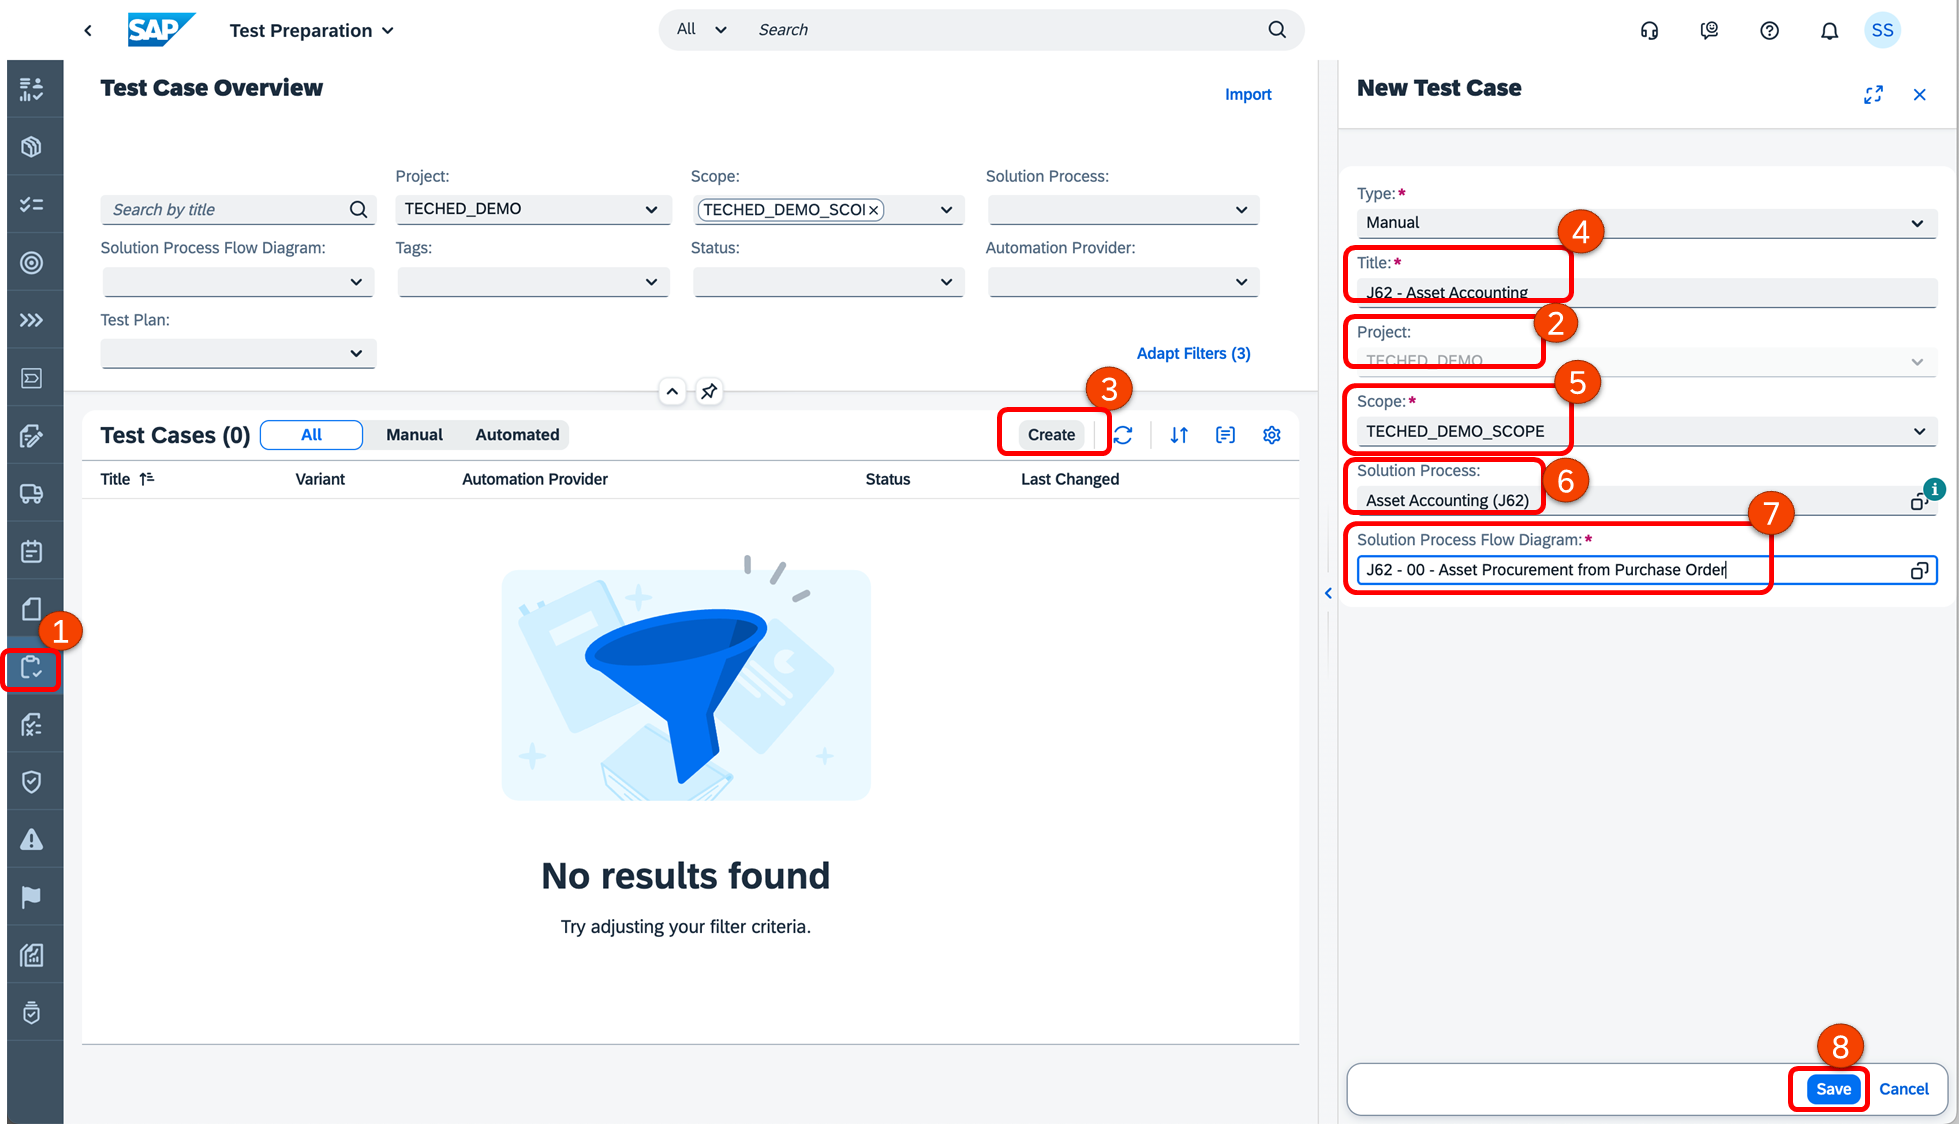 SAP
Test Preparation
All
Search
SS
Test Case Overview
Import
Search by title
Project:
TECHED_DEMO
Scope:
TECHED_DEMO_SCOI
Solution Process:
Solution Process Flow Diagram:
Tags:
Status:
Automation Provider:
Test Plan:
Adapt Filters (3)
Test Cases (0)
All
Manual
Automated
3
Create
Title
Variant
Automation Provider
Status
Last Changed
1
No results found
Try adjusting your filter criteria.
New Test Case
Type:*
Manual
4
Title:*
J62 - Asset Accounting
2
Project:
TECHED_DEMO
5
Scope:*
TECHED_DEMO_SCOPE
6
Solution Process:
Asset Accounting (J62)
i
7
Solution Process Flow Diagram:*
J62 - 00 - Asset Procurement from Purchase Order
8
Save
Cancel